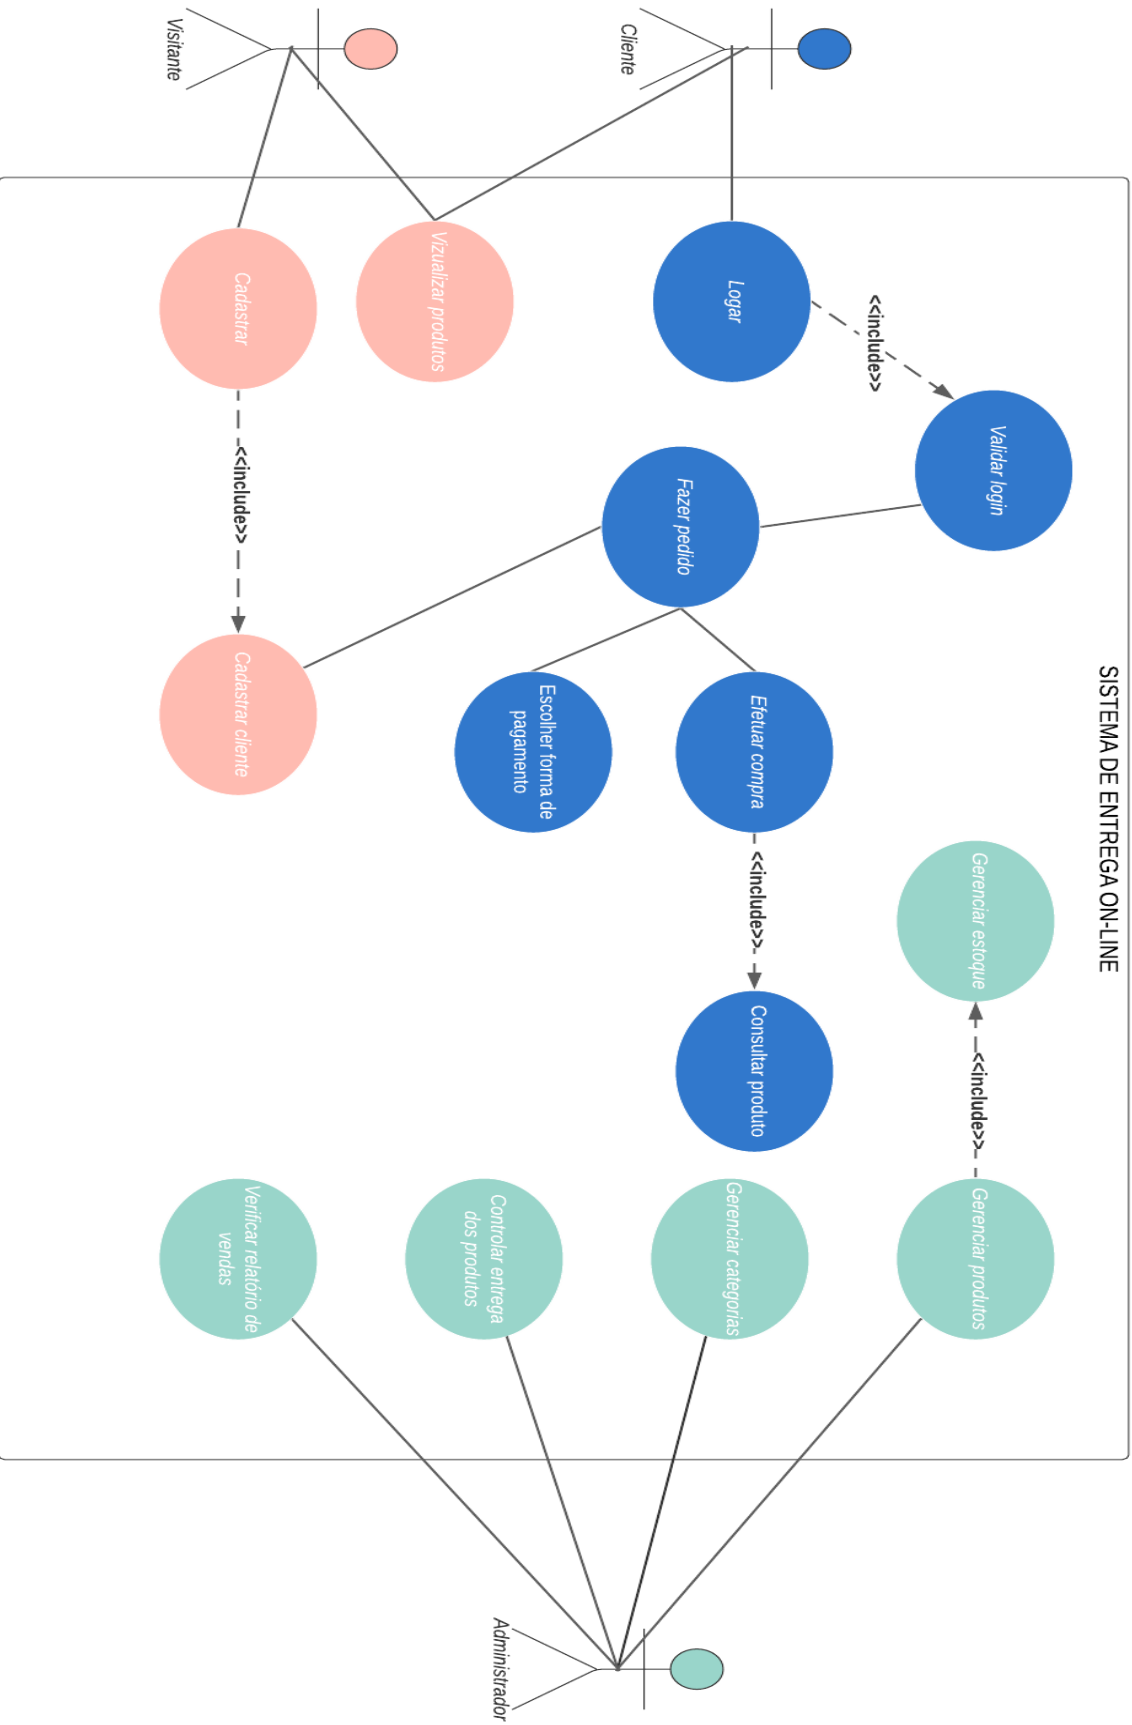 SISTEMA DE ENTREGA ON-LINE
Cliente
Visitante
Administrador
Logar
<<include>>
Validar login
Vizualizar produtos
Cadastrar
<<include>>
Cadastrar cliente
Fazer pedido
Efetuar compra
Escolher forma de
pagamento
<<include>>
Consultar produto
Gerenciar estoque
<<include>>
Gerenciar produtos
Gerenciar categorias
Controlar entrega
dos produtos
Verificar relatório de
vendas